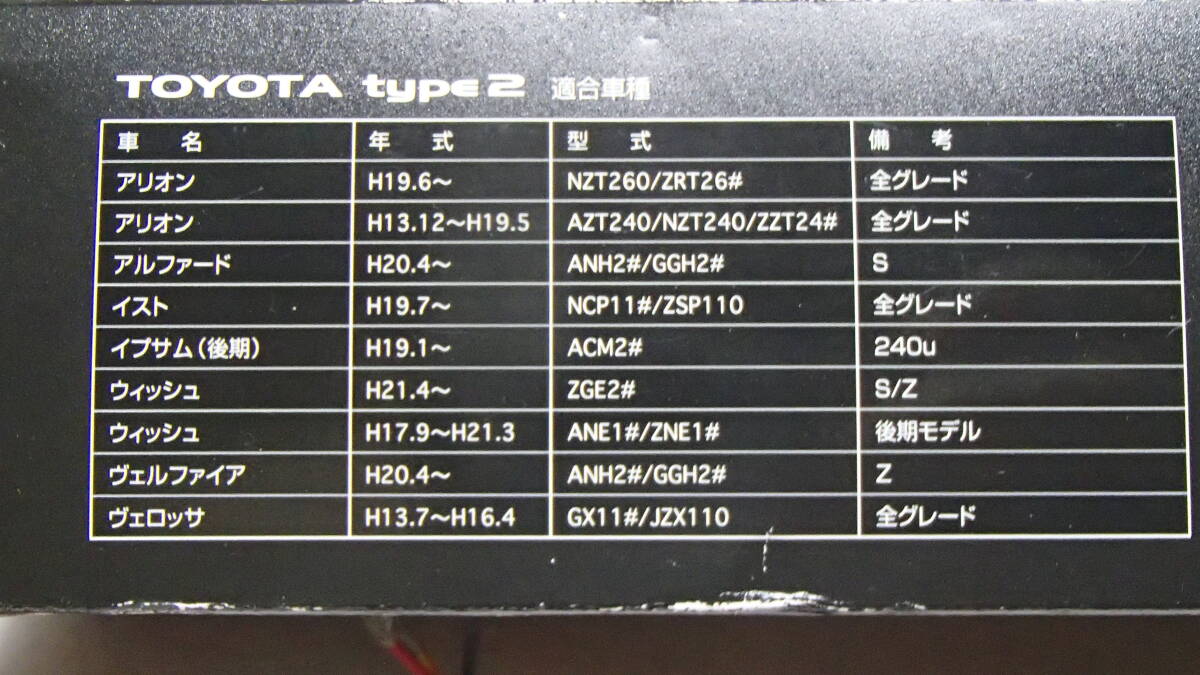 TOYOTA type2 適合車種
車 名 年 式 型 式 備 考
アリオン H19.6〜 NZT260/ZRT26# 全グレード
アリオン H13.12〜H19.5 AZT240/NZT240/ZZT24# 全グレード
アルファード H20.4〜 ANH2#/GGH2# S
イスト H19.7〜 NCP11#/ZSP110 全グレード
イプサム(後期) H19.1〜 ACM2# 240u
ウィッシュ H21.4〜 ZGE2# S/Z
ウィッシュ H17.9〜H21.3 ANE1#/ZNE1# 後期モデル
ヴェルファイア H20.4〜 ANH2#/GGH2# Z
ヴェロッサ H13.7〜H16.4 GX11#/JZX110 全グレード